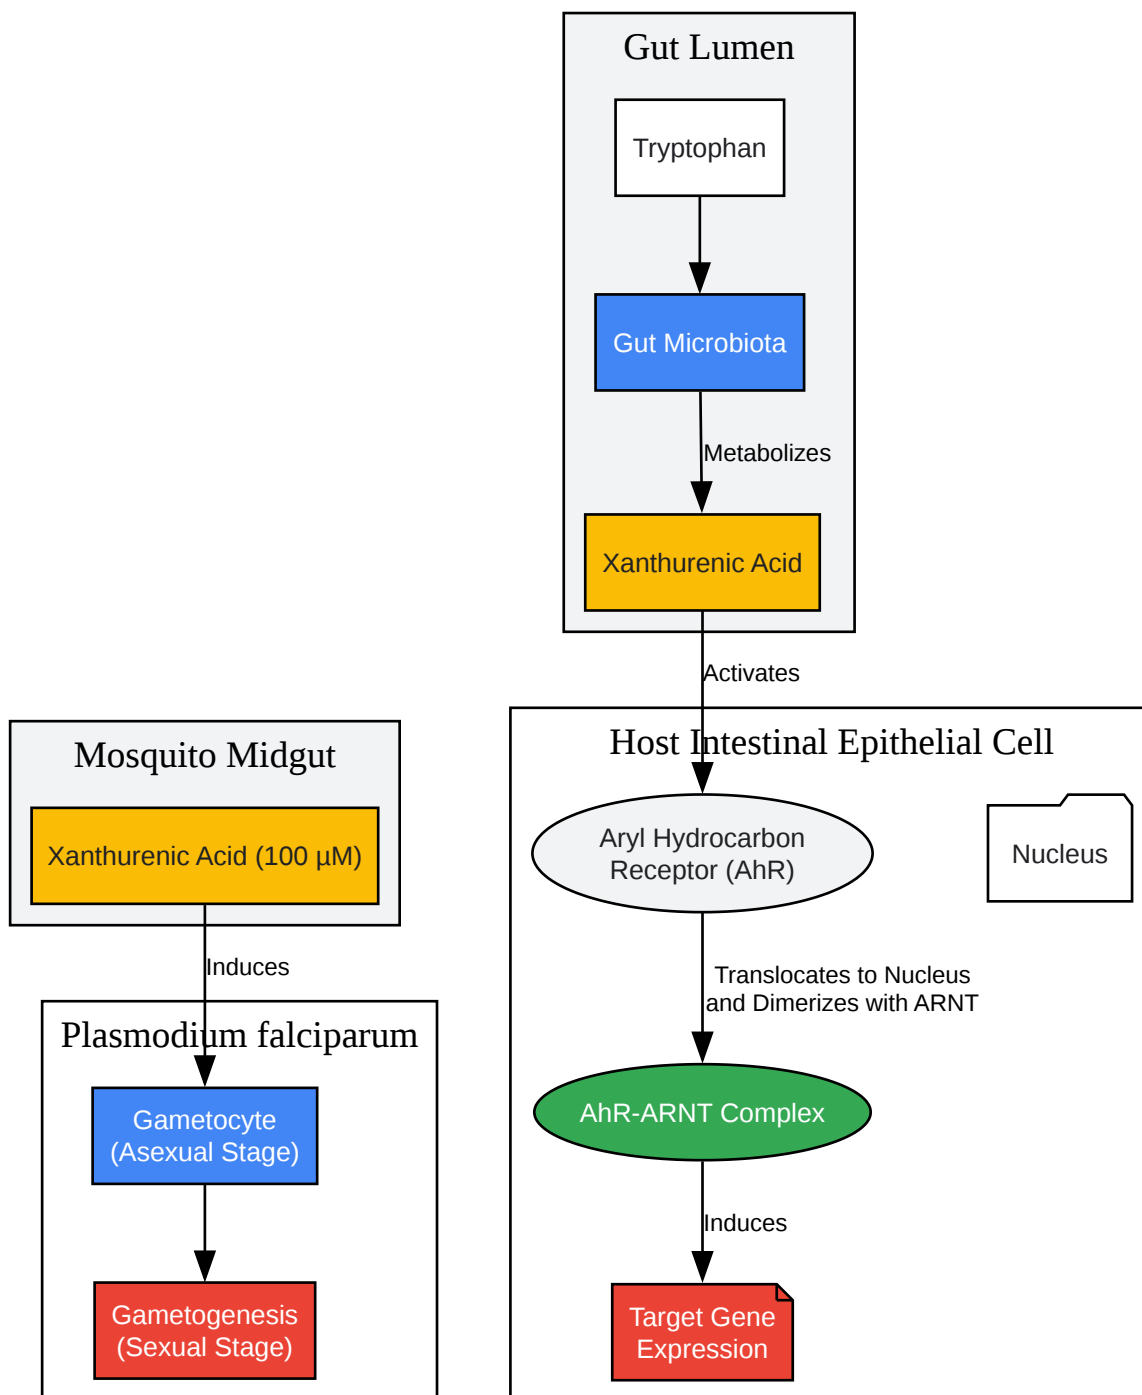 Gut Lumen
Tryptophan
Gut Microbiota
Metabolizes
Xanthurenic Acid
Activates
Mosquito Midgut
Xanthurenic Acid (100 µM)
Induces
Plasmodium falciparum
Gametocyte
(Asexual Stage)
Gametogenesis
(Sexual Stage)
Host Intestinal Epithelial Cell
Aryl Hydrocarbon
Receptor (AhR)
Nucleus
Translocates to Nucleus
and Dimerizes with ARNT
AhR-ARNT Complex
Induces
Target Gene
Expression